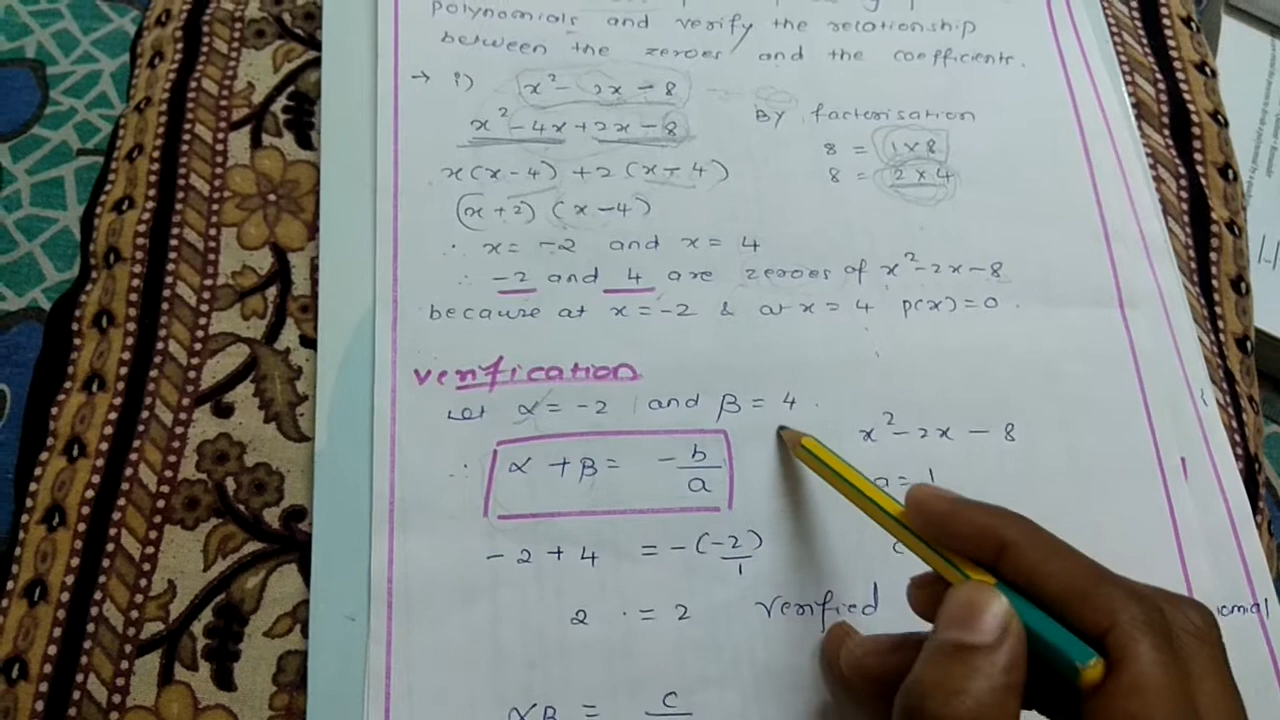 polynomials and verify the relationship
between the zeroes and the coefficients.
→ i) x² - 2x - 8
x² - 4x + 2x - 8 By factorisation
8 = 1 x 8
x(x - 4) + 2 (x - 4) 8 = 2 x 4
(x + 2) (x - 4)
∴ x = -2 and x = 4
∴ -2 and 4 are zeroes of x² - 2x - 8
because at x = -2 & at x = 4 p(x) = 0.
verification
Let α = -2 and β = 4.
x² - 2x - 8
∴ α + β = - b/a
a = 1
-2 + 4 = - (-2)/1
c
2 = 2 verified
αβ = c